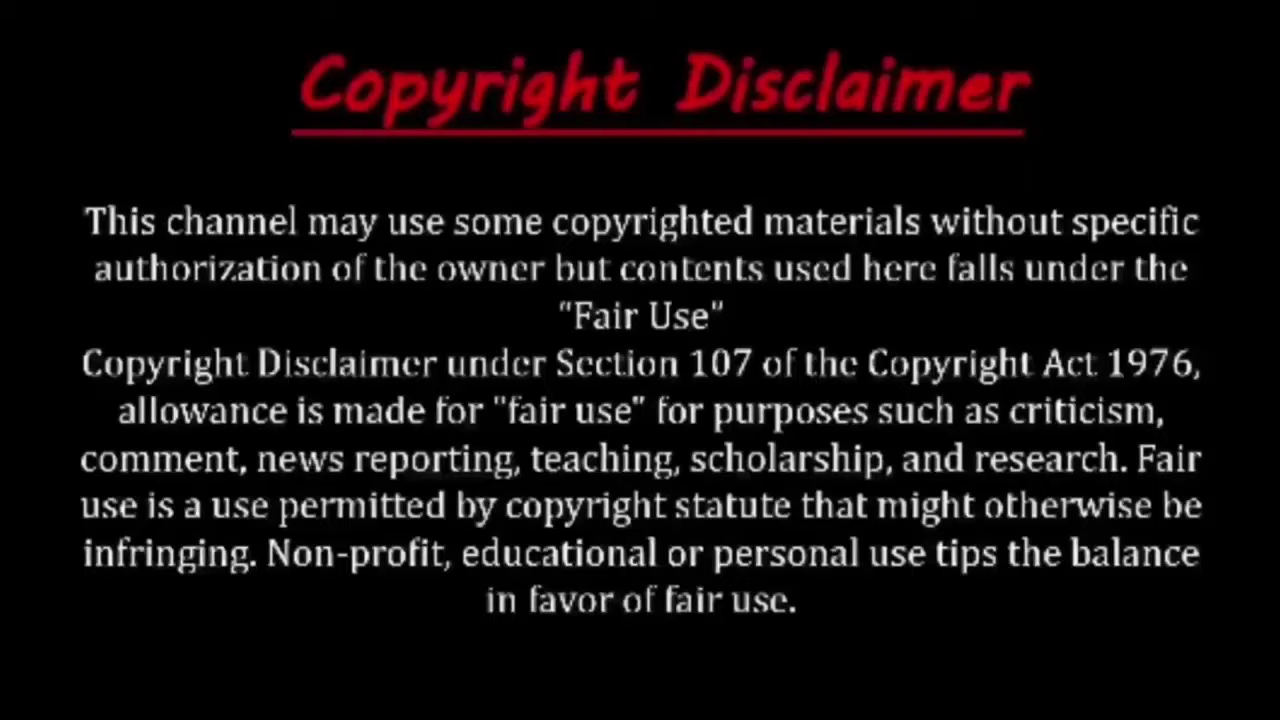 Copyright Disclaimer
This channel may use some copyrighted materials without specific
authorization of the owner but contents used here falls under the
"Fair Use"
Copyright Disclaimer under Section 107 of the Copyright Act 1976,
allowance is made for "fair use" for purposes such as criticism,
comment, news reporting, teaching, scholarship, and research. Fair
use is a use permitted by copyright statute that might otherwise be
infringing. Non-profit, educational or personal use tips the balance
in favor of fair use.